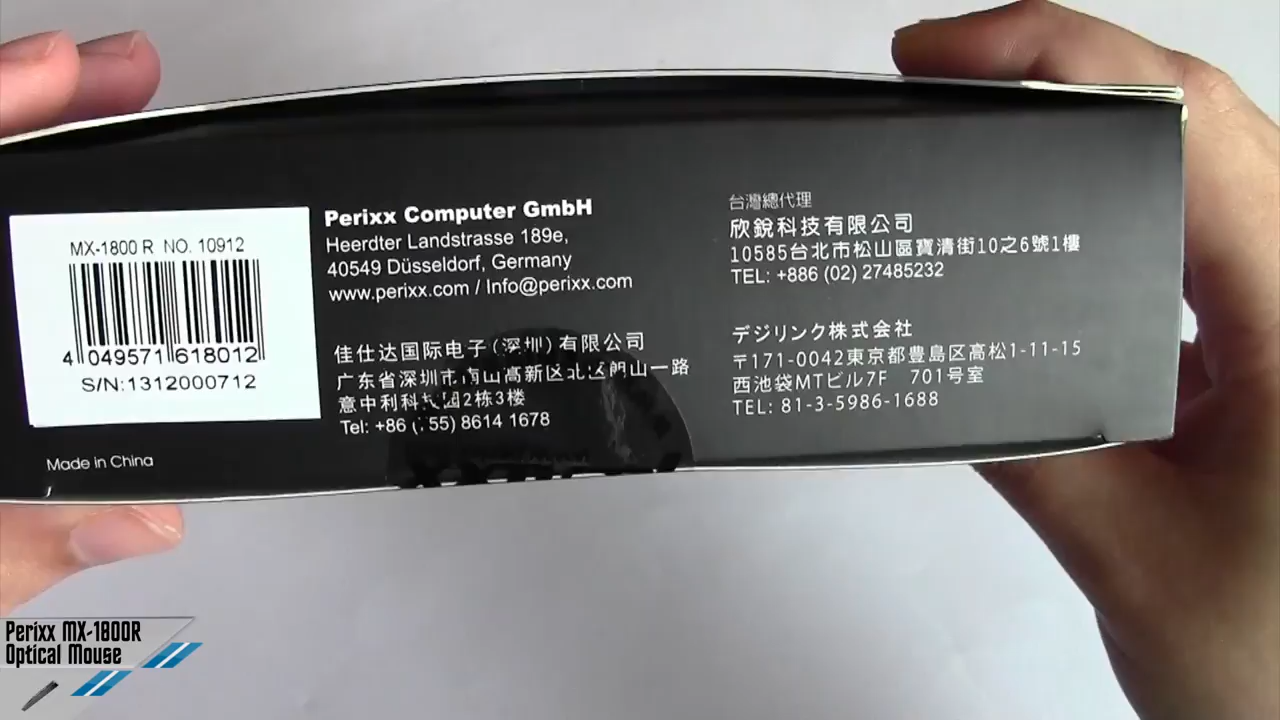 MX-1800 R NO. 10912
4 049571 618012
S/N:1312000712
Made in China
Perixx Computer GmbH
Heerdter Landstrasse 189e,
40549 Düsseldorf, Germany
www.perixx.com / Info@perixx.com
佳仕达国际电子(深圳)有限公司
广东省深圳市南山高新区北区朗山一路
意中利科技园2栋3楼
Tel: +86 ( 55) 8614 1678
台灣總代理
欣銳科技有限公司
10585台北市松山區寶清街10之6號1樓
TEL: +886 (02) 27485232
デジリンク株式会社
〒171-0042東京都豊島区高松1-11-15
西池袋MTビル7F 701号室
TEL: 81-3-5986-1688
Perixx MX-1800R
Optical Mouse